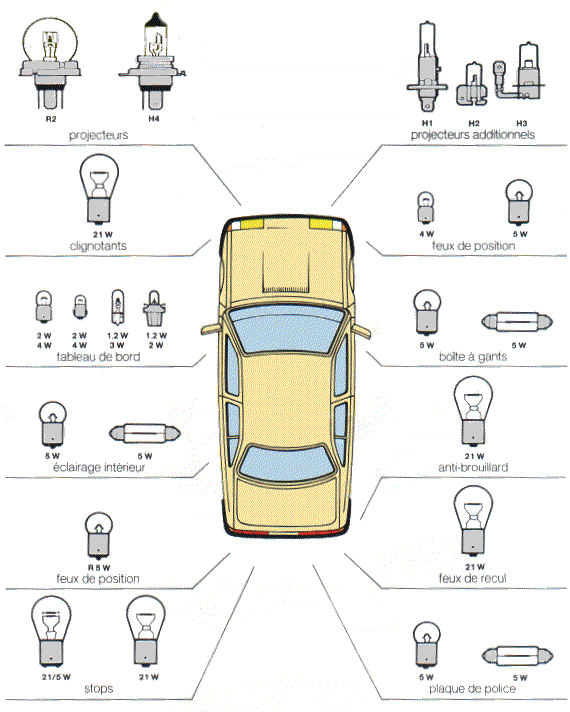 R2 H4
projecteurs
H1 H2 H3
projecteurs additionnels
21 W
clignotants
4 W 5 W
feux de position
2 W 2 W 1.2 W 1.2 W
4 W 4 W 3 W 2 W
tableau de bord
5 W 5 W
boîte à gants
5 W 5 W
éclairage intérieur
21 W
anti-brouillard
R 5 W
feux de position
21 W
feux de recul
21/5 W 21 W
stops
5 W 5 W
plaque de police